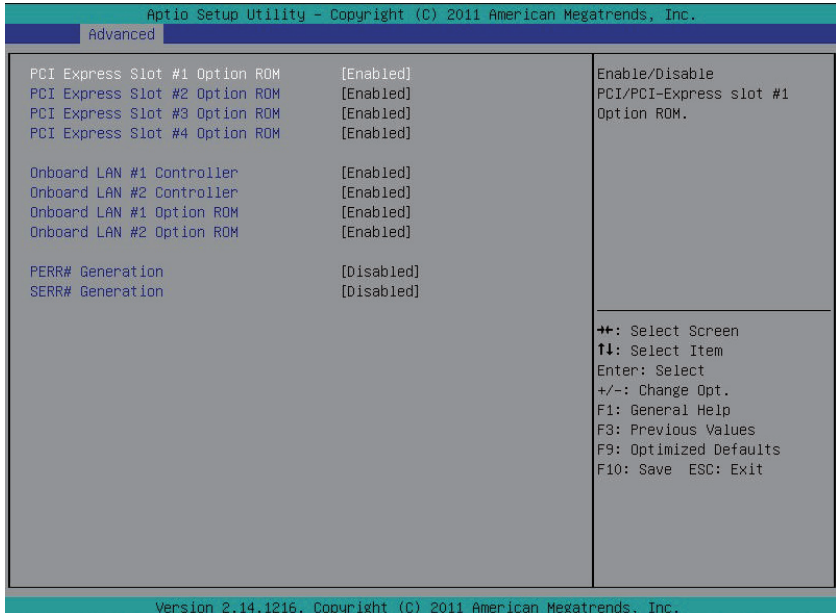 Aptio Setup Utility – Copyright (C) 2011 American Megatrends, Inc.
Advanced
PCI Express Slot #1 Option ROM [Enabled]
PCI Express Slot #2 Option ROM [Enabled]
PCI Express Slot #3 Option ROM [Enabled]
PCI Express Slot #4 Option ROM [Enabled]
Onboard LAN #1 Controller [Enabled]
Onboard LAN #2 Controller [Enabled]
Onboard LAN #1 Option ROM [Enabled]
Onboard LAN #2 Option ROM [Enabled]
PERR# Generation [Disabled]
SERR# Generation [Disabled]
Enable/Disable
PCI/PCI-Express slot #1
Option ROM.
→←: Select Screen
↑↓: Select Item
Enter: Select
+/-: Change Opt.
F1: General Help
F3: Previous Values
F9: Optimized Defaults
F10: Save ESC: Exit
Version 2.14.1216. Copyright (C) 2011 American Megatrends, Inc.